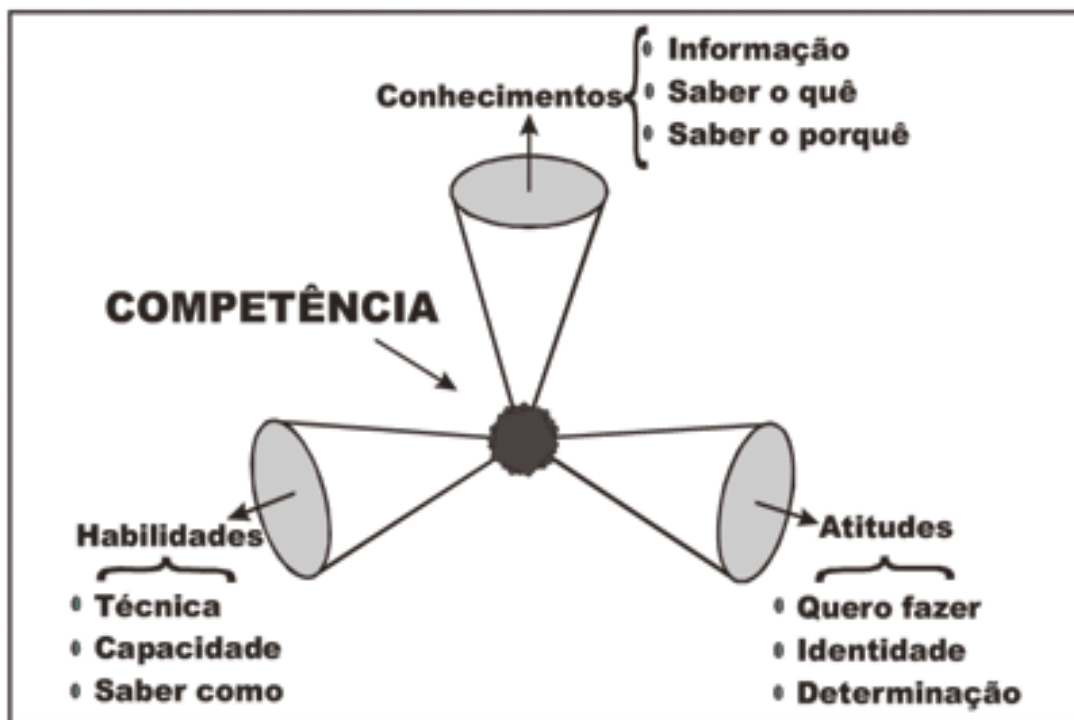 Informação
Conhecimentos
Saber o quê
Saber o porquê
COMPETÊNCIA
Habilidades
Técnica
Capacidade
Saber como
Atitudes
Quero fazer
Identidade
Determinação